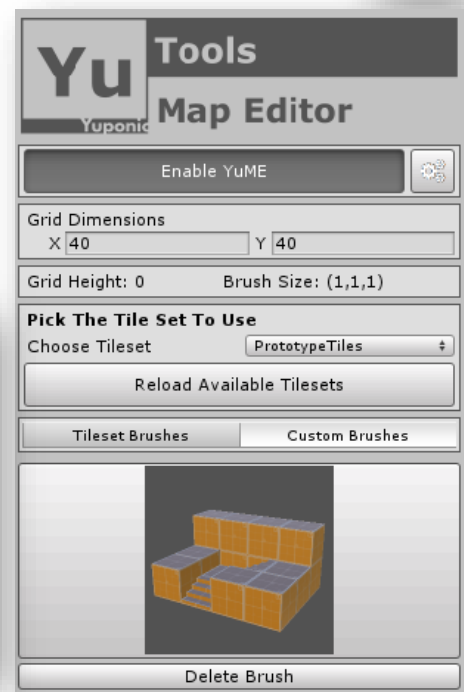 Yu Tools
Yuponic Map Editor
Enable YuME
Grid Dimensions
X 40 Y 40
Grid Height: 0 Brush Size: (1,1,1)
Pick The Tile Set To Use
Choose Tileset PrototypeTiles
Reload Available Tilesets
Tileset Brushes Custom Brushes
Delete Brush